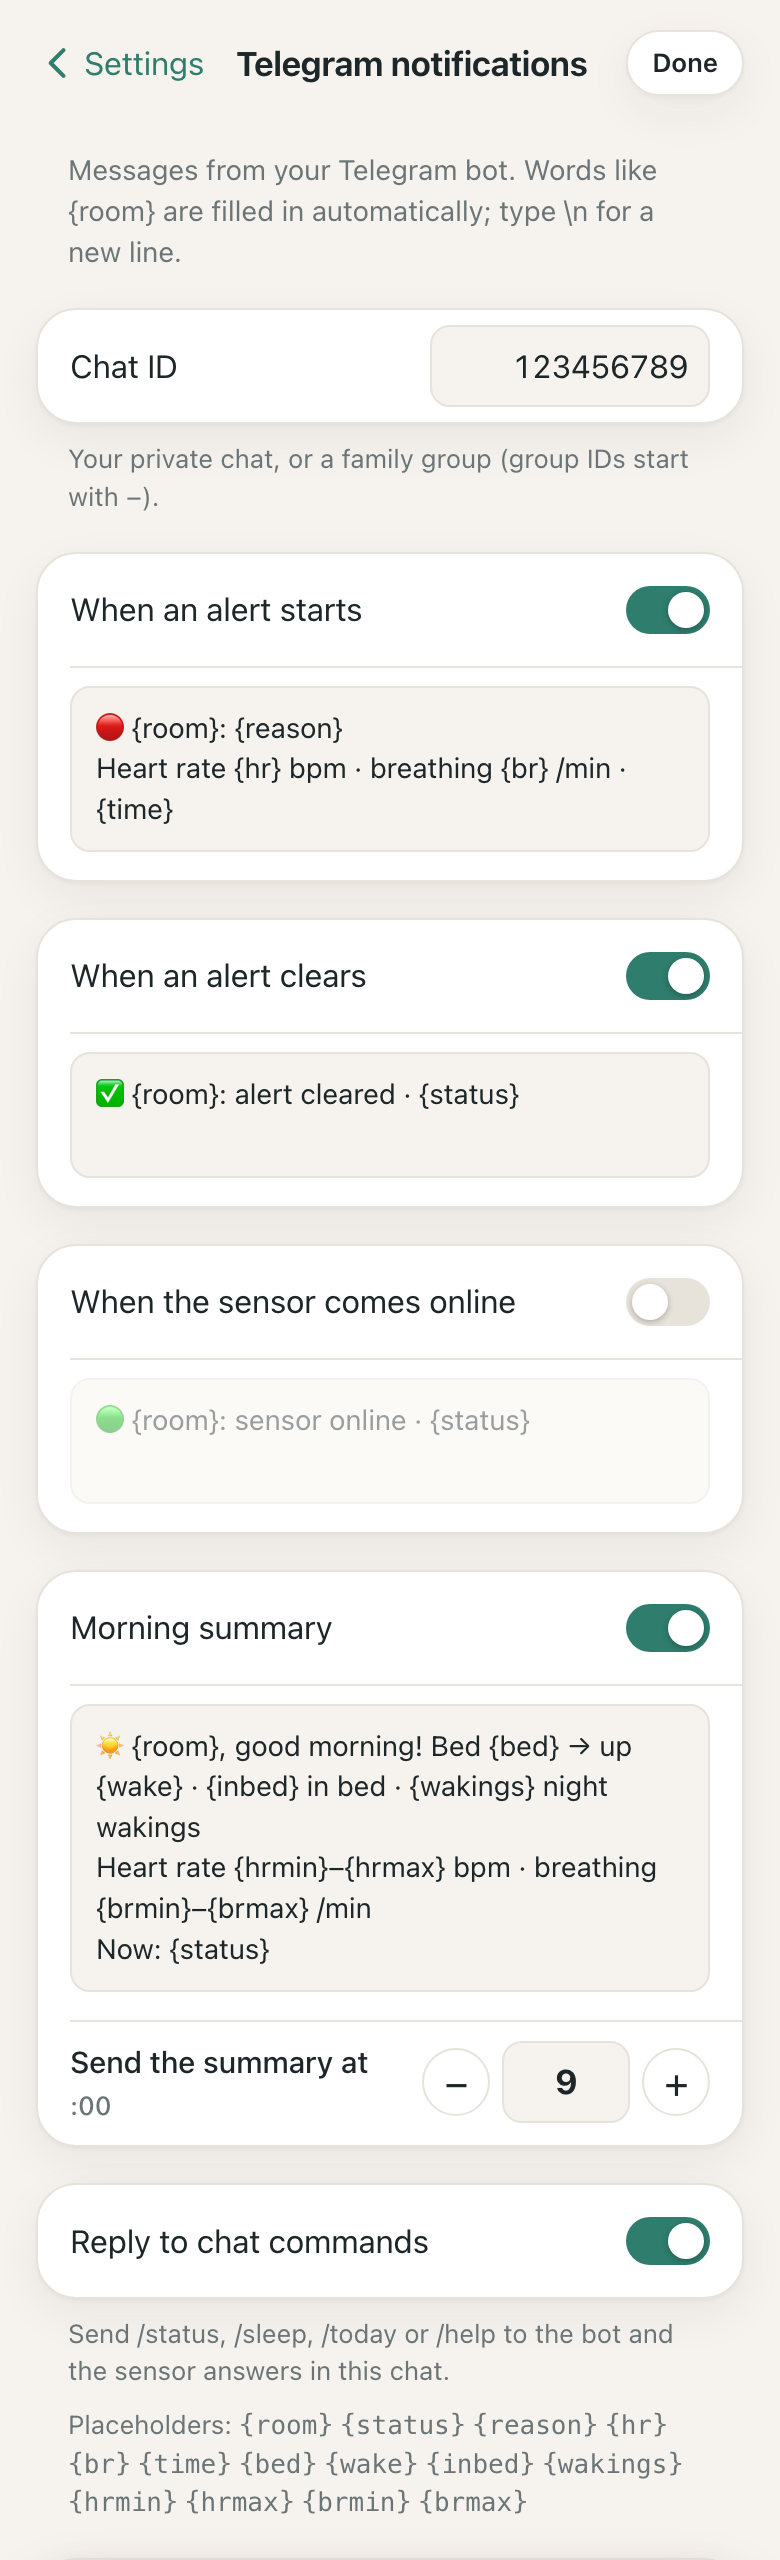 Settings
Telegram notifications
Done
Messages from your Telegram bot. Words like
{room} are filled in automatically; type \n for a
new line.
Chat ID
123456789
Your private chat, or a family group (group IDs start
with −).
When an alert starts
🔴 {room}: {reason}
Heart rate {hr} bpm · breathing {br} /min ·
{time}
When an alert clears
✅ {room}: alert cleared · {status}
When the sensor comes online
🟢 {room}: sensor online · {status}
Morning summary
☀️ {room}, good morning! Bed {bed} → up
{wake} · {inbed} in bed · {wakings} night
wakings
Heart rate {hrmin}–{hrmax} bpm · breathing
{brmin}–{brmax} /min
Now: {status}
Send the summary at
:00
− 9 +
Reply to chat commands
Send /status, /sleep, /today or /help to the bot and
the sensor answers in this chat.
Placeholders: {room} {status} {reason} {hr}
{br} {time} {bed} {wake} {inbed} {wakings}
{hrmin} {hrmax} {brmin} {brmax}